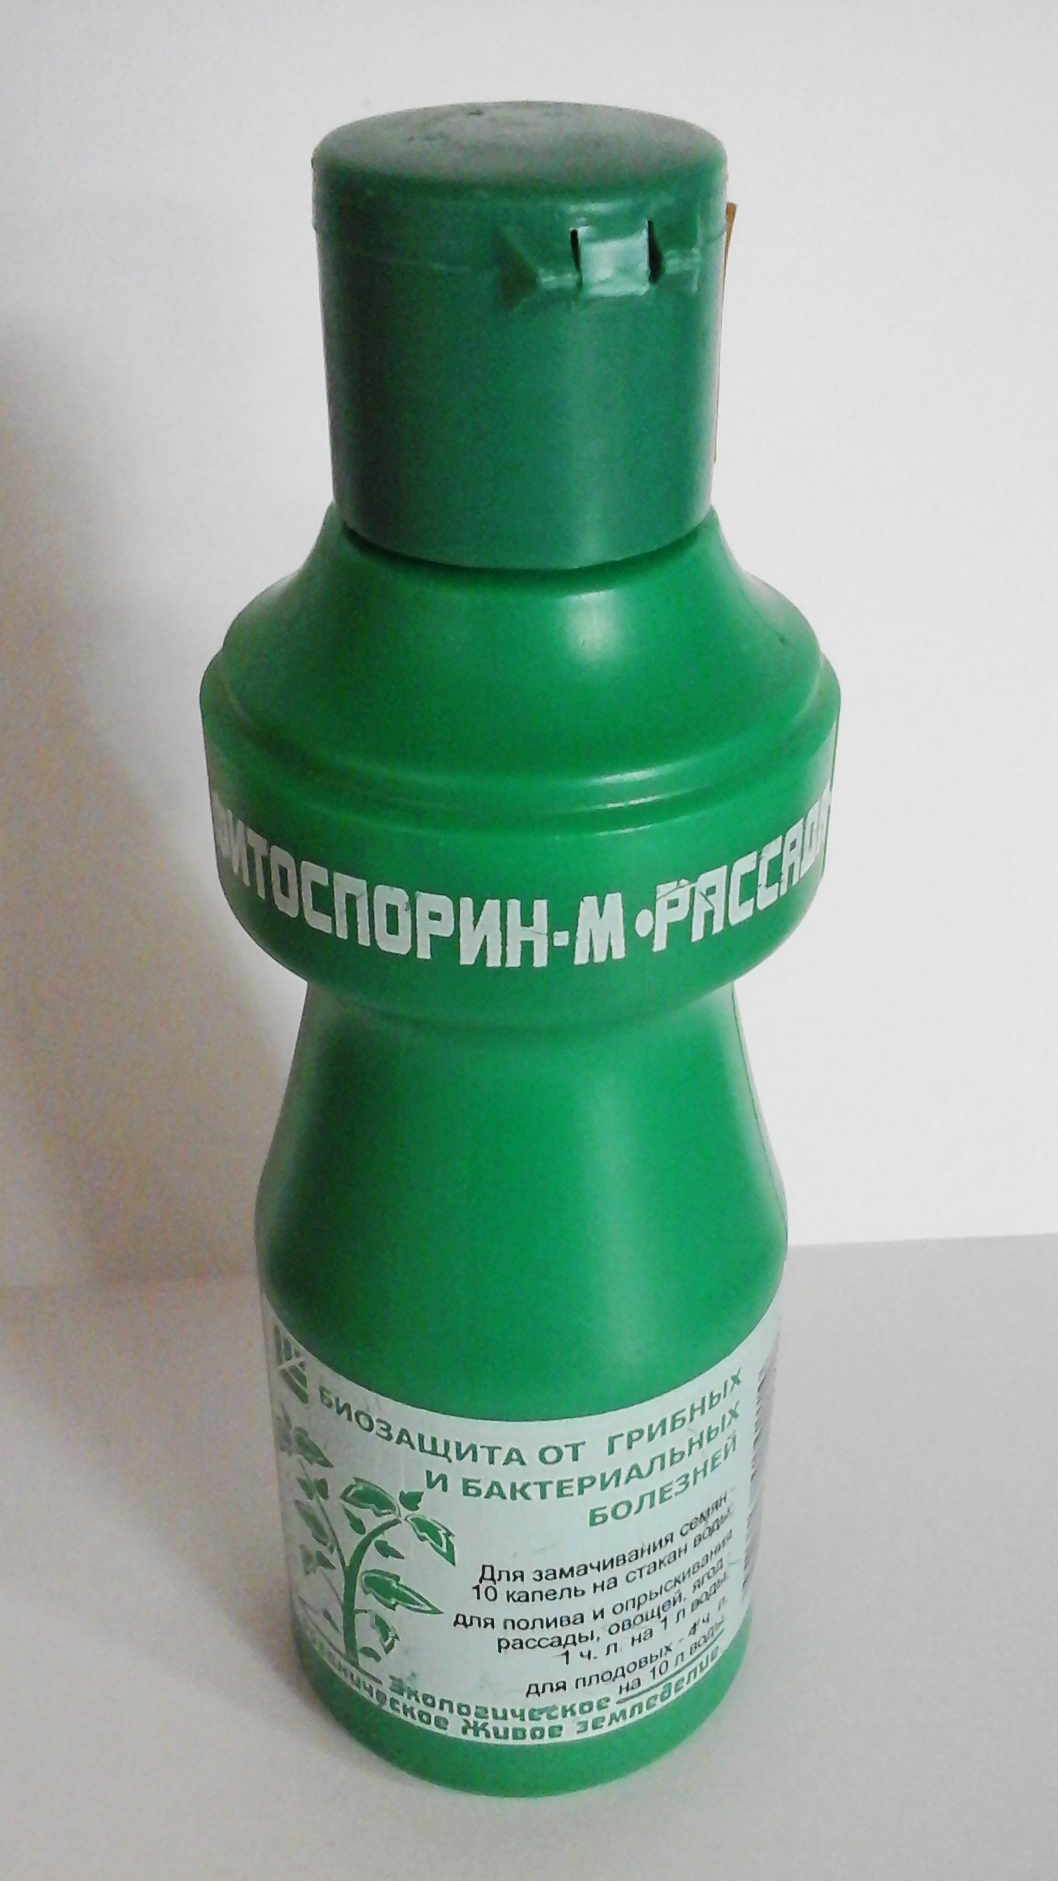 ФИТОСПОРИН-М•РАССАДА
БИОЗАЩИТА ОТ ГРИБНЫХ
И БАКТЕРИАЛЬНЫХ
БОЛЕЗНЕЙ
Для замачивания семян -
10 капель на стакан воды;
для полива и опрыскивания
рассады, овощей, ягод -
1 ч. л. на 1 л воды;
для плодовых - 4 ч. л.
на 10 л воды.
Экологическое
Живое земледелие